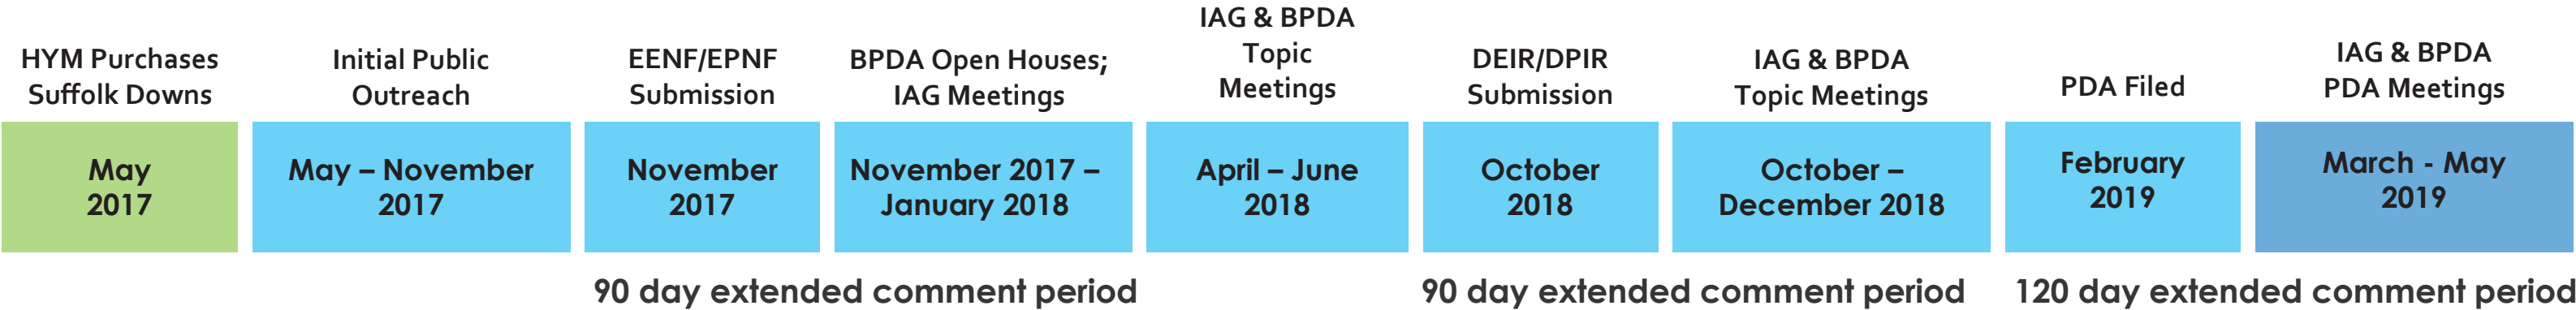 HYM Purchases
Suffolk Downs
May
2017
Initial Public
Outreach
May – November
2017
EENF/EPNF
Submission
November
2017
BPDA Open Houses;
IAG Meetings
November 2017 –
January 2018
IAG & BPDA
Topic
Meetings
April – June
2018
DEIR/DPIR
Submission
October
2018
IAG & BPDA
Topic Meetings
October –
December 2018
PDA Filed
February
2019
IAG & BPDA
PDA Meetings
March - May
2019
90 day extended comment period
90 day extended comment period
120 day extended comment period